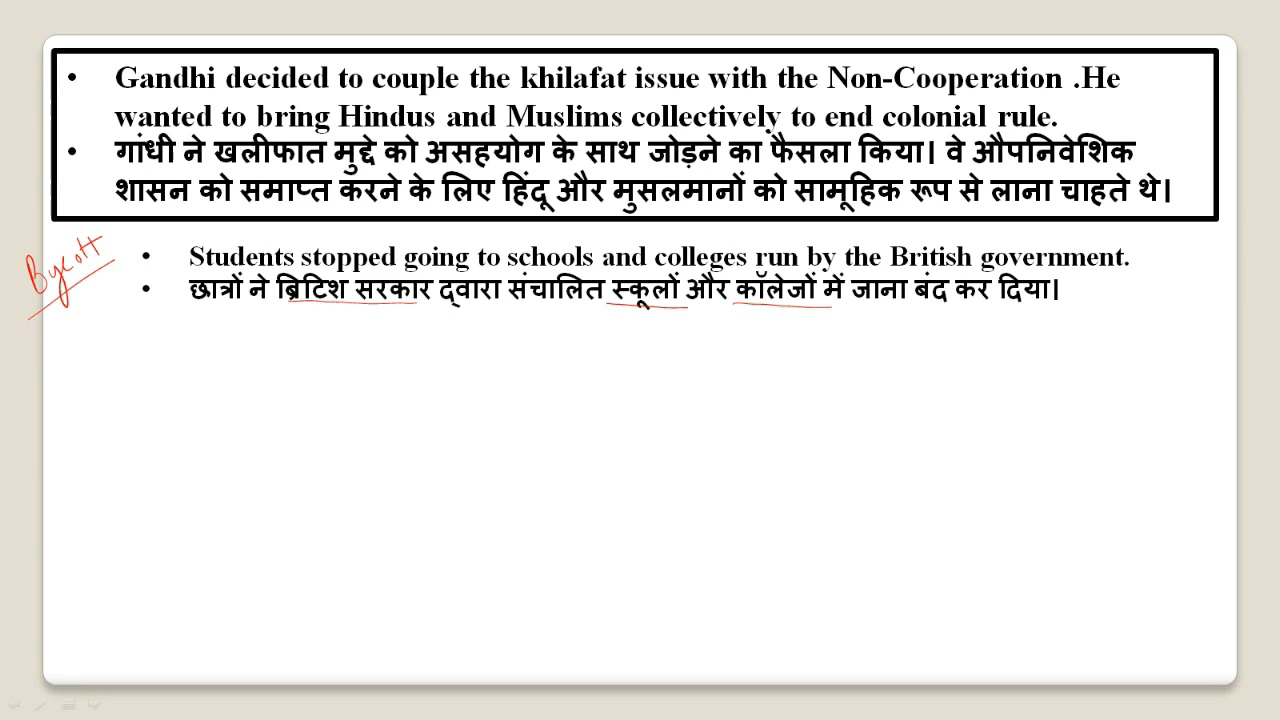 • Gandhi decided to couple the khilafat issue with the Non-Cooperation .He
wanted to bring Hindus and Muslims collectively to end colonial rule.
• गांधी ने खलीफात मुद्दे को असहयोग के साथ जोड़ने का फैसला किया। वे औपनिवेशिक
शासन को समाप्त करने के लिए हिंदू और मुसलमानों को सामूहिक रूप से लाना चाहते थे।
Bycott
• Students stopped going to schools and colleges run by the British government.
• छात्रों ने ब्रिटिश सरकार द्वारा संचालित स्कूलों और कॉलेजों में जाना बंद कर दिया।